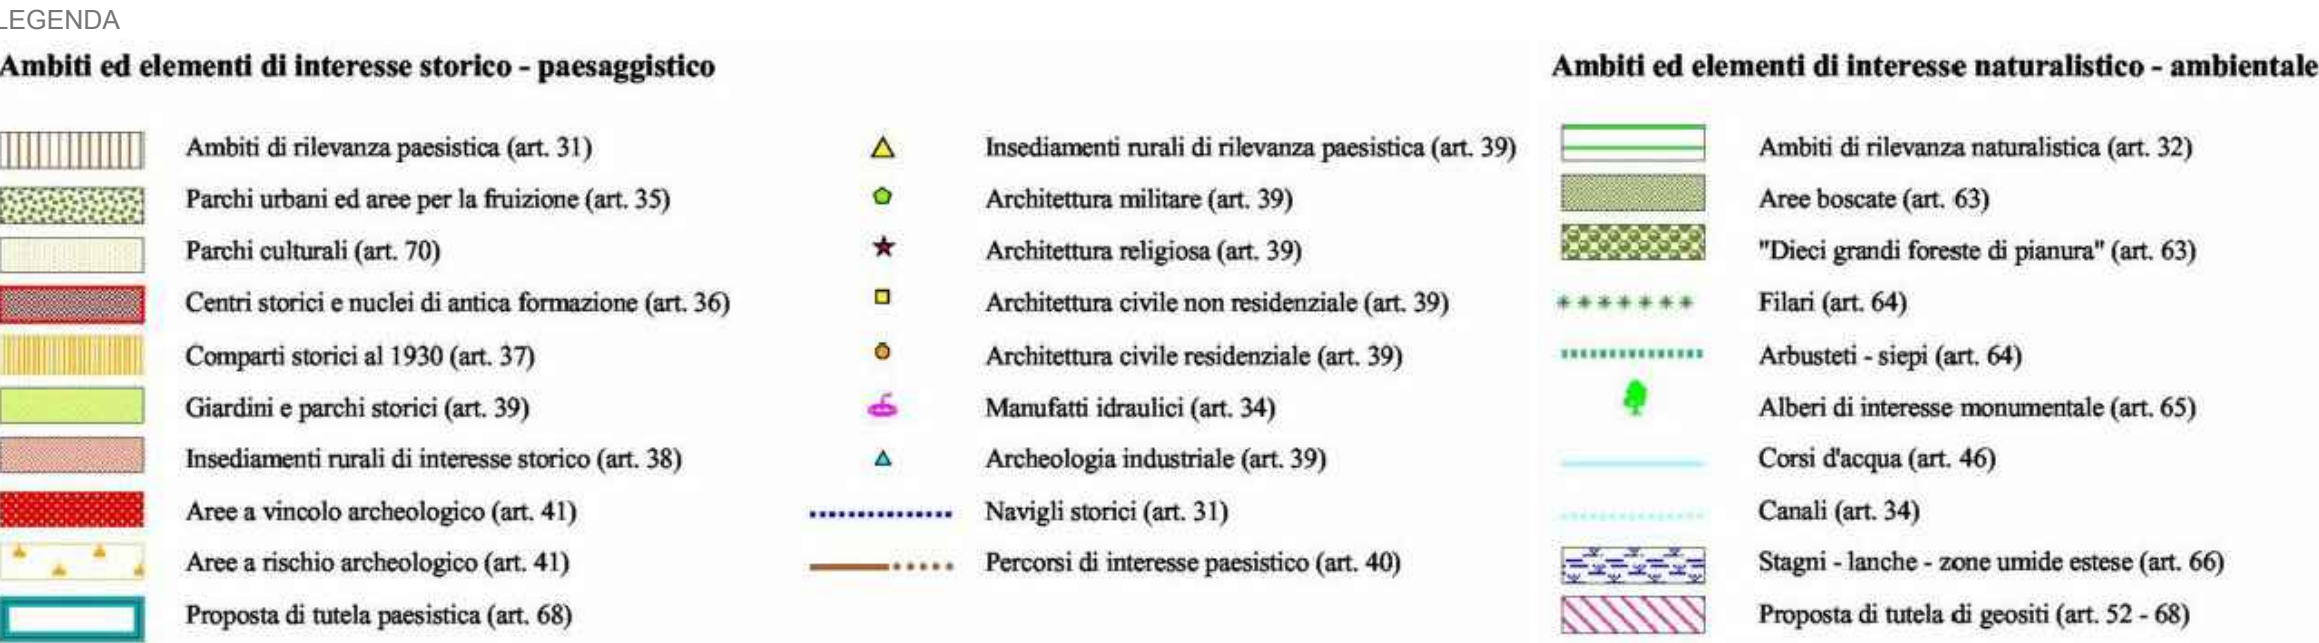 LEGENDA
Ambiti ed elementi di interesse storico - paesaggistico
Ambiti di rilevanza paesistica (art. 31)
Parchi urbani ed aree per la fruizione (art. 35)
Parchi culturali (art. 70)
Centri storici e nuclei di antica formazione (art. 36)
Comparti storici al 1930 (art. 37)
Giardini e parchi storici (art. 39)
Insediamenti rurali di interesse storico (art. 38)
Aree a vincolo archeologico (art. 41)
Aree a rischio archeologico (art. 41)
Proposta di tutela paesistica (art. 68)
Insediamenti rurali di rilevanza paesistica (art. 39)
Architettura militare (art. 39)
Architettura religiosa (art. 39)
Architettura civile non residenziale (art. 39)
Architettura civile residenziale (art. 39)
Manufatti idraulici (art. 34)
Archeologia industriale (art. 39)
Navigli storici (art. 31)
Percorsi di interesse paesistico (art. 40)
Ambiti ed elementi di interesse naturalistico - ambientale
Ambiti di rilevanza naturalistica (art. 32)
Aree boscate (art. 63)
"Dieci grandi foreste di pianura" (art. 63)
Filari (art. 64)
Arbusteti - siepi (art. 64)
Alberi di interesse monumentale (art. 65)
Corsi d'acqua (art. 46)
Canali (art. 34)
Stagni - lanche - zone umide estese (art. 66)
Proposta di tutela di geositi (art. 52 - 68)